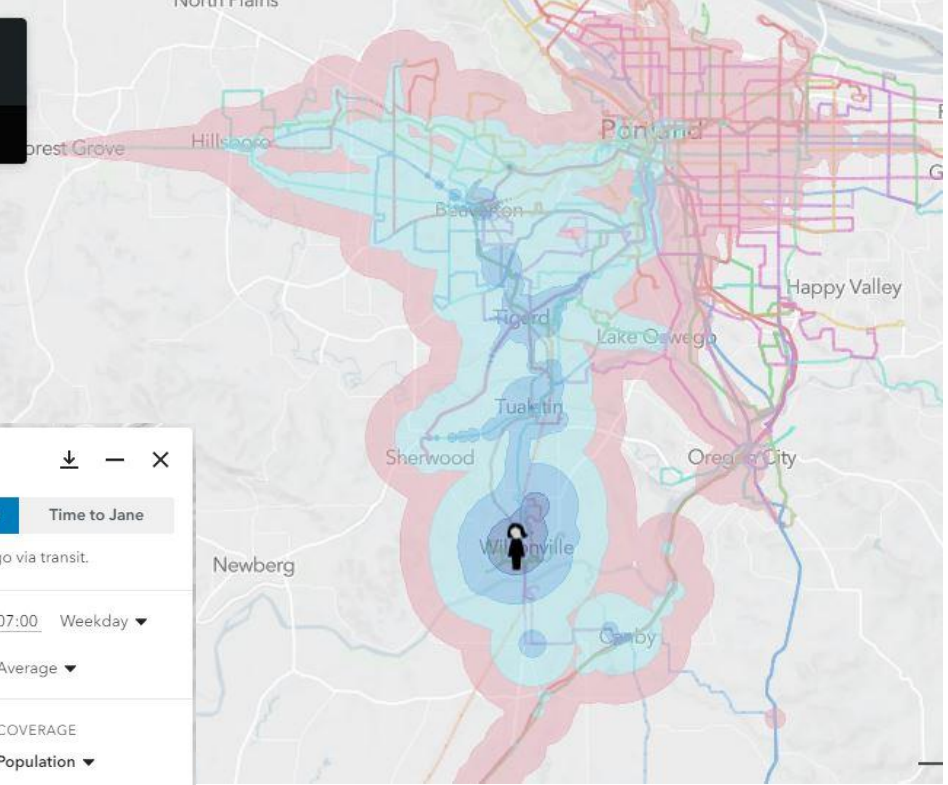 North Plains
Portland
Hillsboro
orest Grove
Beaverton
Happy Valley
Tigard
Lake Oswego
Tualatin
Sherwood
Oregon City
Time to Jane
Wilsonville
go via transit.
Newberg
07:00 Weekday
Canby
Average
COVERAGE
Population